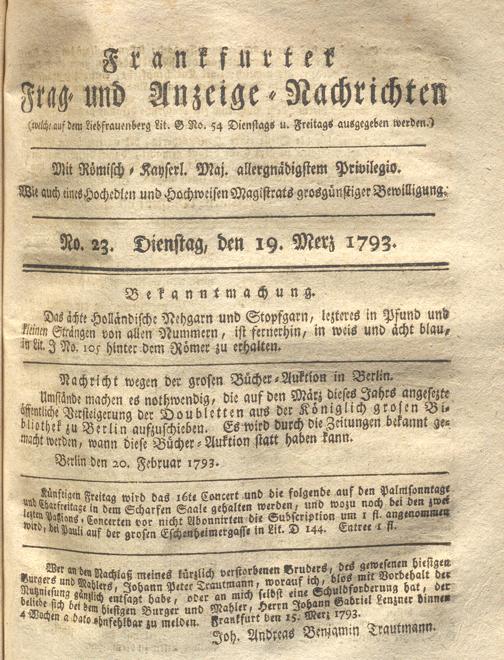 Frankfurter
Frag- und Anzeige-Nachrichten
(welche auf dem Liebfrauenberg Lit. G No. 54 Dienstags u. Freitags ausgegeben werden.)
Mit Römisch-Kayserl. Maj. allergnädigstem Privilegio.
Wie auch eines Hochedlen und Hochweisen Magistrats grosgünstiger Bewilligung.
No. 23. Dienstag, den 19. Merz 1793.
Bekanntmachung.
Das ächte Holländische Nehgarn und Stopfgarn, lezteres in Pfund und
kleinen Strängen von allen Nummern, ist fernerhin, in weis und ächt blau,
in Lit. J No. 105 hinter dem Römer zu erhalten.
Nachricht wegen der grosen Bücher-Auktion in Berlin.
Umstände machen es nothwendig, die auf den März dieses Jahrs angesezte
öffentliche Versteigerung der Doubletten aus der Königlich grosen Bi-
bliothek zu Berlin aufzuschieben. Es wird durch die Zeitungen bekannt ge-
macht werden, wann diese Bücher-Auktion statt haben kann.
Berlin den 20. Februar 1793.
Künftigen Freitag wird das 16te Concert und die folgende auf den Palmsonntage
und Charfreitage in dem Scharfen Saale gehalten werden, und wozu noch bei den zwei
lezten Paßions, Concerten vor nicht Abonnirten die Subscription um 1 fl. angenommen
wird, bei Pauli auf der grosen Eschenheimergasse in Lit. D 144. Entree 1 fl.
Wer an den Nachlaß meines kürzlich verstorbenen Bruders, des gewesenen hiesigen
Burgers und Mahlers, Johann Peter Trautmann, worauf ich, blos mit Vorbehalt der
Nutzniesung gänzlich entsagt habe, oder an mich selbst eine Schuldforderung hat, der
beliebe sich bei dem hiesigen Burger und Mahler, Herrn Johann Gabriel Lenzner binnen
4 Wochen a dato ohnfehlbar zu melden. Frankfurt den 15. Merz 1793.
Joh. Andreas Benjamin Trautmann.